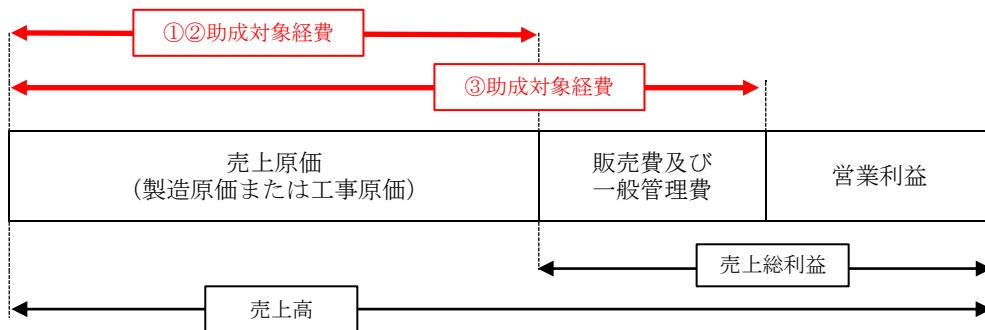 ①②助成対象経費
③助成対象経費
売上原価
（製造原価または工事原価）
販売費及び
一般管理費
営業利益
売上総利益
売上高